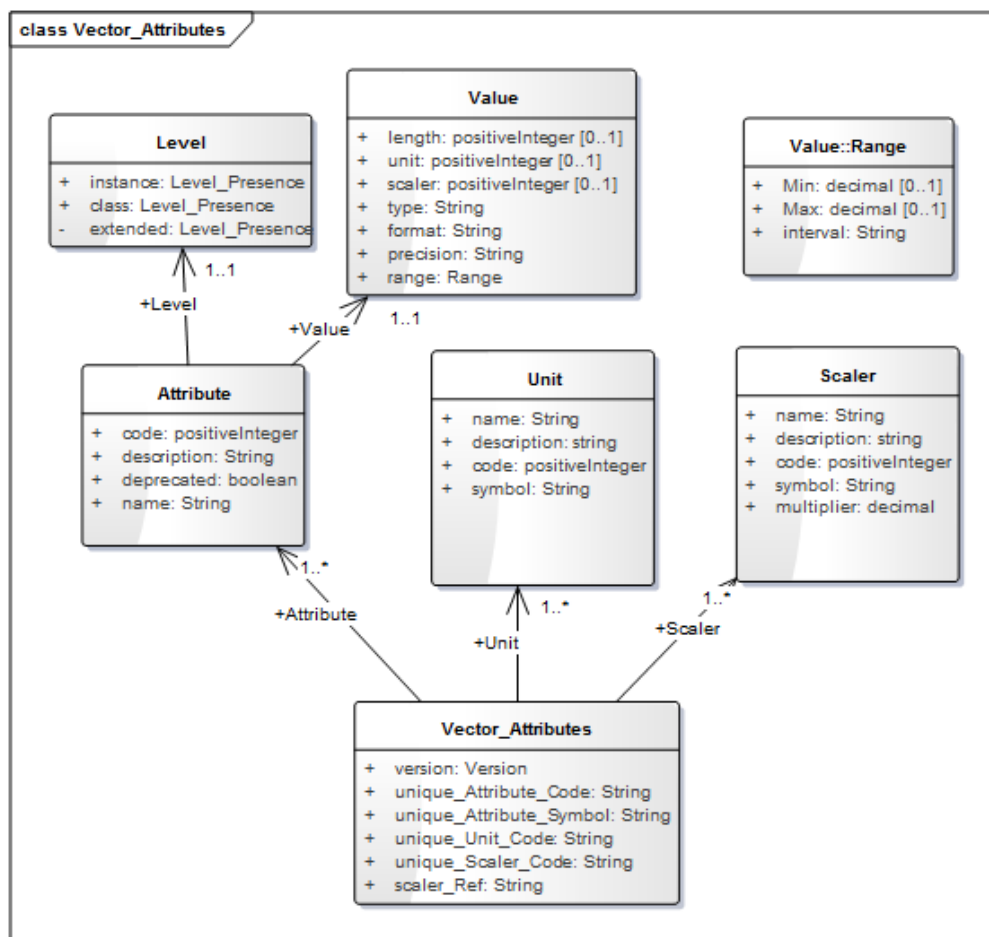 class Vector_Attributes
Level
+ instance: Level_Presence
+ class: Level_Presence
- extended: Level_Presence
Value
+ length: positiveInteger [0..1]
+ unit: positiveInteger [0..1]
+ scaler: positiveInteger [0..1]
+ type: String
+ format: String
+ precision: String
+ range: Range
Value::Range
+ Min: decimal [0..1]
+ Max: decimal [0..1]
+ interval: String
1..1
+Level
+Value
1..1
Attribute
+ code: positiveInteger
+ description: String
+ deprecated: boolean
+ name: String
Unit
+ name: String
+ description: string
+ code: positiveInteger
+ symbol: String
Scaler
+ name: String
+ description: string
+ code: positiveInteger
+ symbol: String
+ multiplier: decimal
1..*
+Attribute
1..*
+Unit
1..*
+Scaler
Vector_Attributes
+ version: Version
+ unique_Attribute_Code: String
+ unique_Attribute_Symbol: String
+ unique_Unit_Code: String
+ unique_Scaler_Code: String
+ scaler_Ref: String